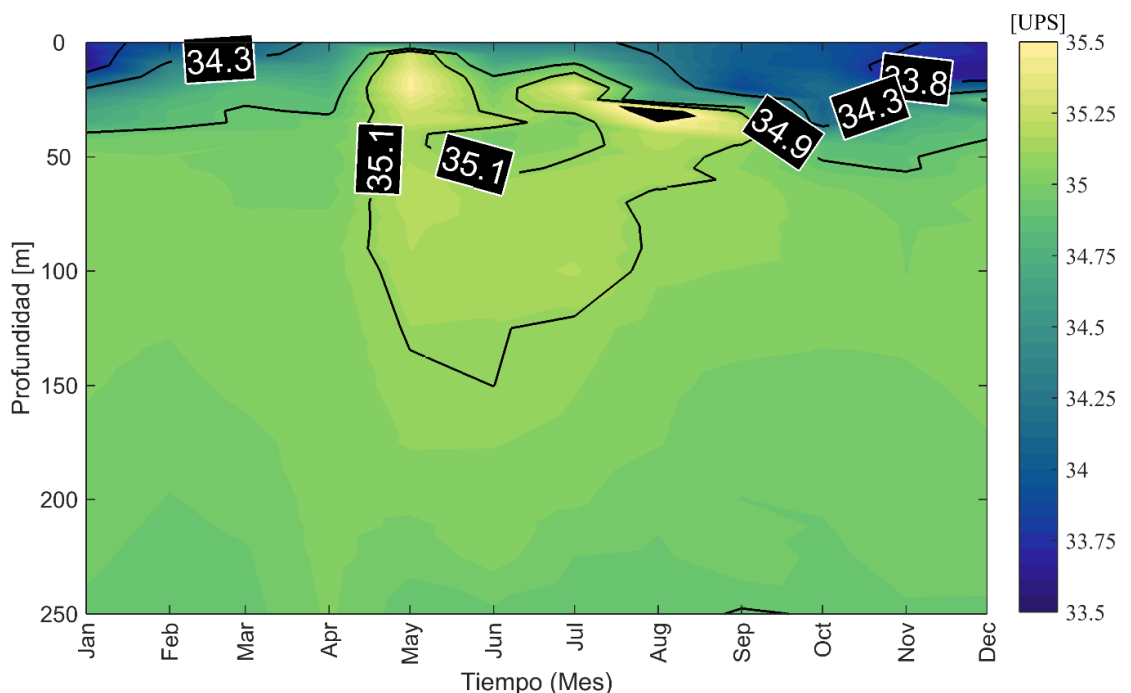 [UPS]
0
50
100
150
200
250
Profundidad [m]
34.3
33.8
34.3
34.9
35.1
35.1
35.5
35.25
35
34.75
34.5
34.25
34
33.75
33.5
Jan
Feb
Mar
Apr
May
Jun
Jul
Aug
Sep
Oct
Nov
Dec
Tiempo (Mes)